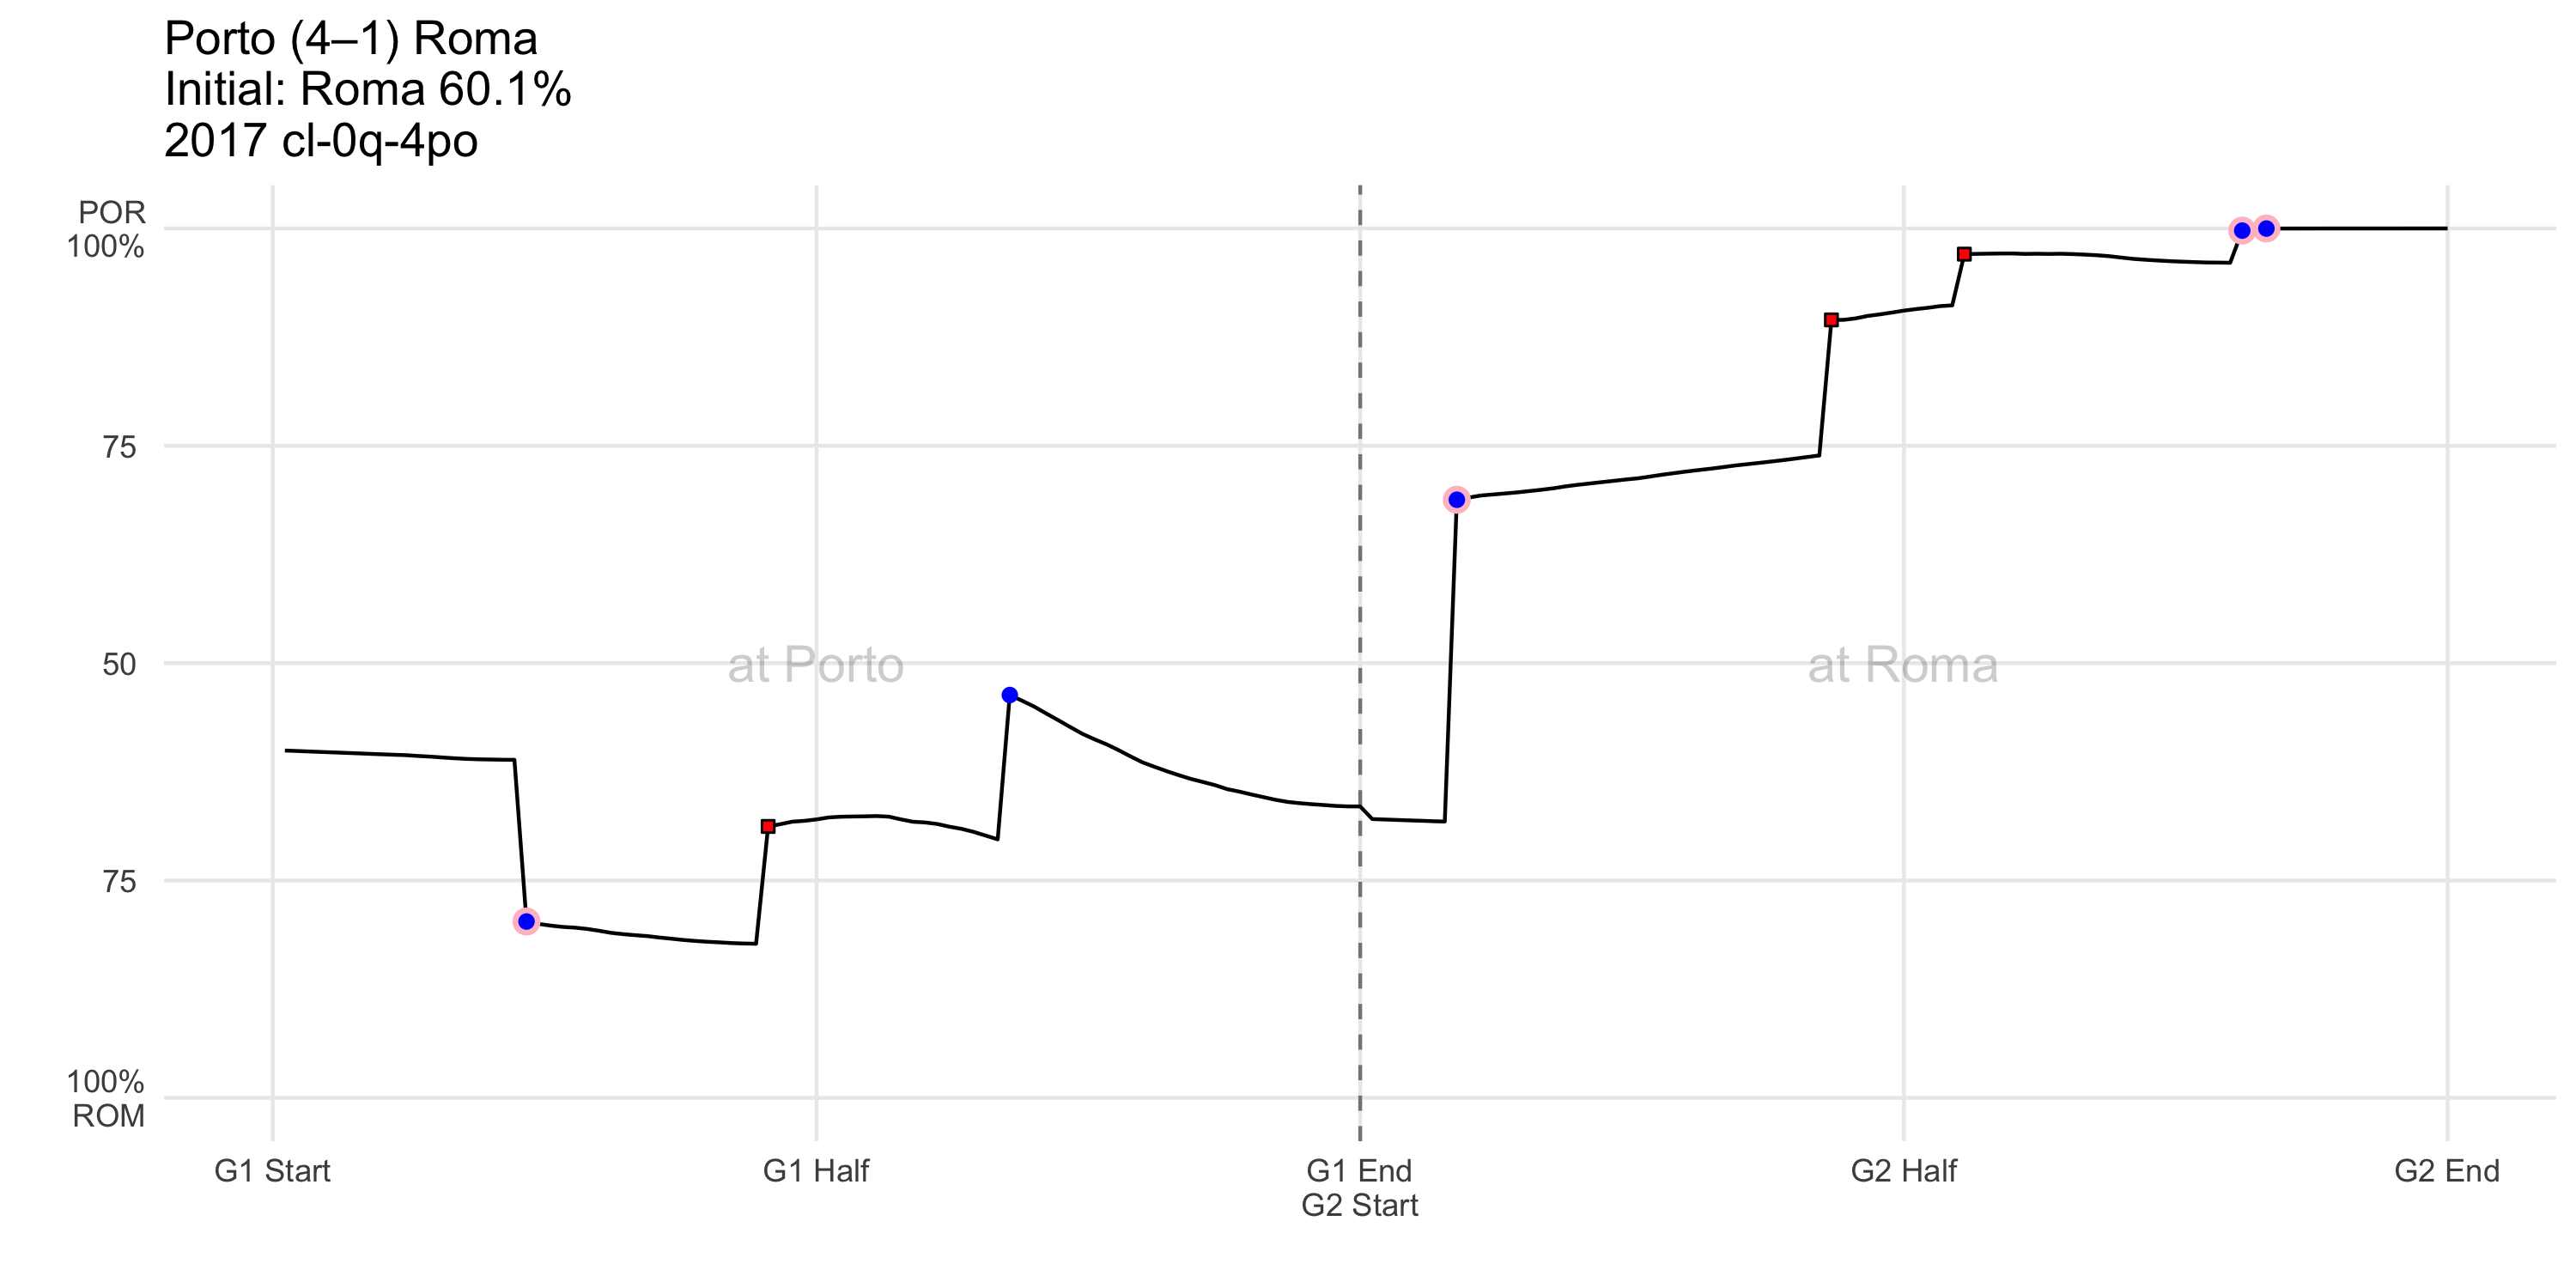 Porto (4–1) Roma
Initial: Roma 60.1%
2017 cl-0q-4po
POR
100%
75
50
75
100%
ROM
at Porto
at Roma
G1 Start
G1 Half
G1 End
G2 Start
G2 Half
G2 End